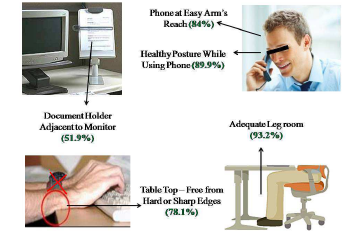 Phone at Easy Arm's
Reach (84%)
Healthy Posture While
Using Phone (89.9%)
Document Holder
Adjacent to Monitor
(51.9%)
Adequate Leg room
(93.2%)
Table Top – Free from
Hard or Sharp Edges
(78.1%)